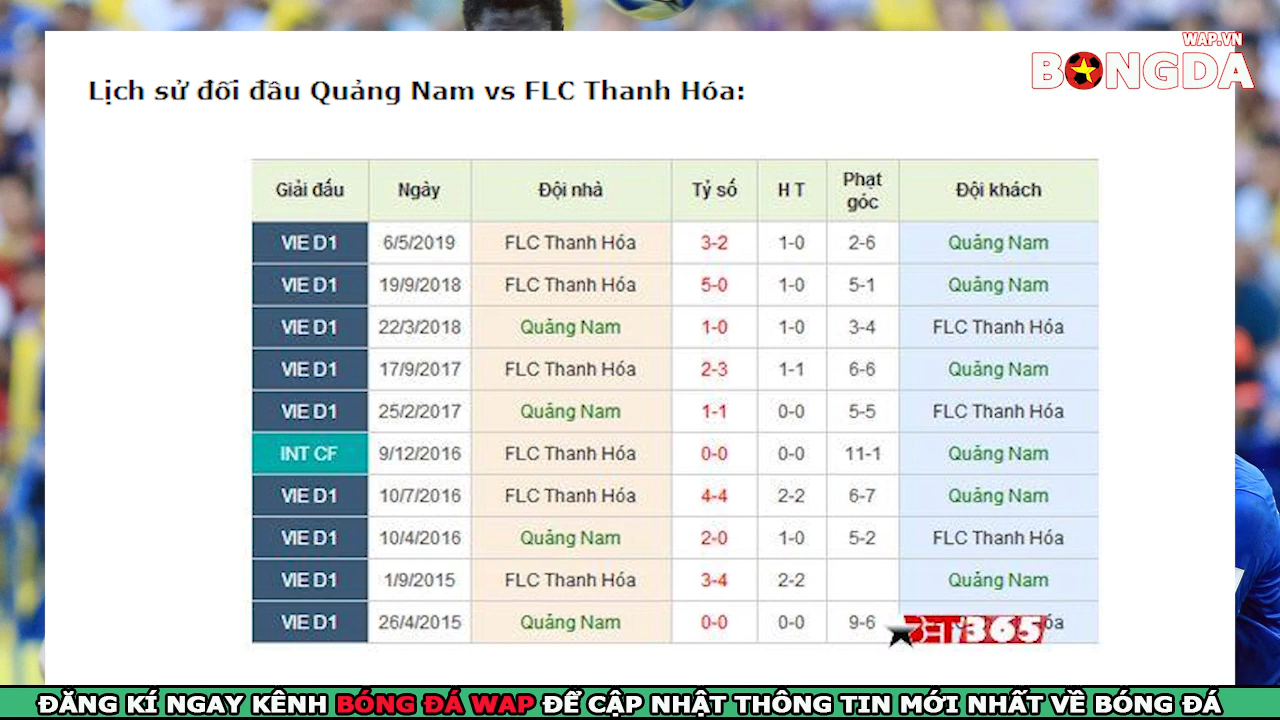 WAP.VN
BONGDA
Lịch sử đối đầu Quảng Nam vs FLC Thanh Hóa:
Giải đấu Ngày Đội nhà Tỷ số H T Phạt góc Đội khách
VIE D1 6/5/2019 FLC Thanh Hóa 3-2 1-0 2-6 Quảng Nam
VIE D1 19/9/2018 FLC Thanh Hóa 5-0 1-0 5-1 Quảng Nam
VIE D1 22/3/2018 Quảng Nam 1-0 1-0 3-4 FLC Thanh Hóa
VIE D1 17/9/2017 FLC Thanh Hóa 2-3 1-1 6-6 Quảng Nam
VIE D1 25/2/2017 Quảng Nam 1-1 0-0 5-5 FLC Thanh Hóa
INT CF 9/12/2016 FLC Thanh Hóa 0-0 0-0 11-1 Quảng Nam
VIE D1 10/7/2016 FLC Thanh Hóa 4-4 2-2 6-7 Quảng Nam
VIE D1 10/4/2016 Quảng Nam 2-0 1-0 5-2 FLC Thanh Hóa
VIE D1 1/9/2015 FLC Thanh Hóa 3-4 2-2 Quảng Nam
VIE D1 26/4/2015 Quảng Nam 0-0 0-0 9-6
BET365
ĐĂNG KÍ NGAY KÊNH BÓNG ĐÁ WAP ĐỂ CẬP NHẬT THÔNG TIN MỚI NHẤT VỀ BÓNG ĐÁ